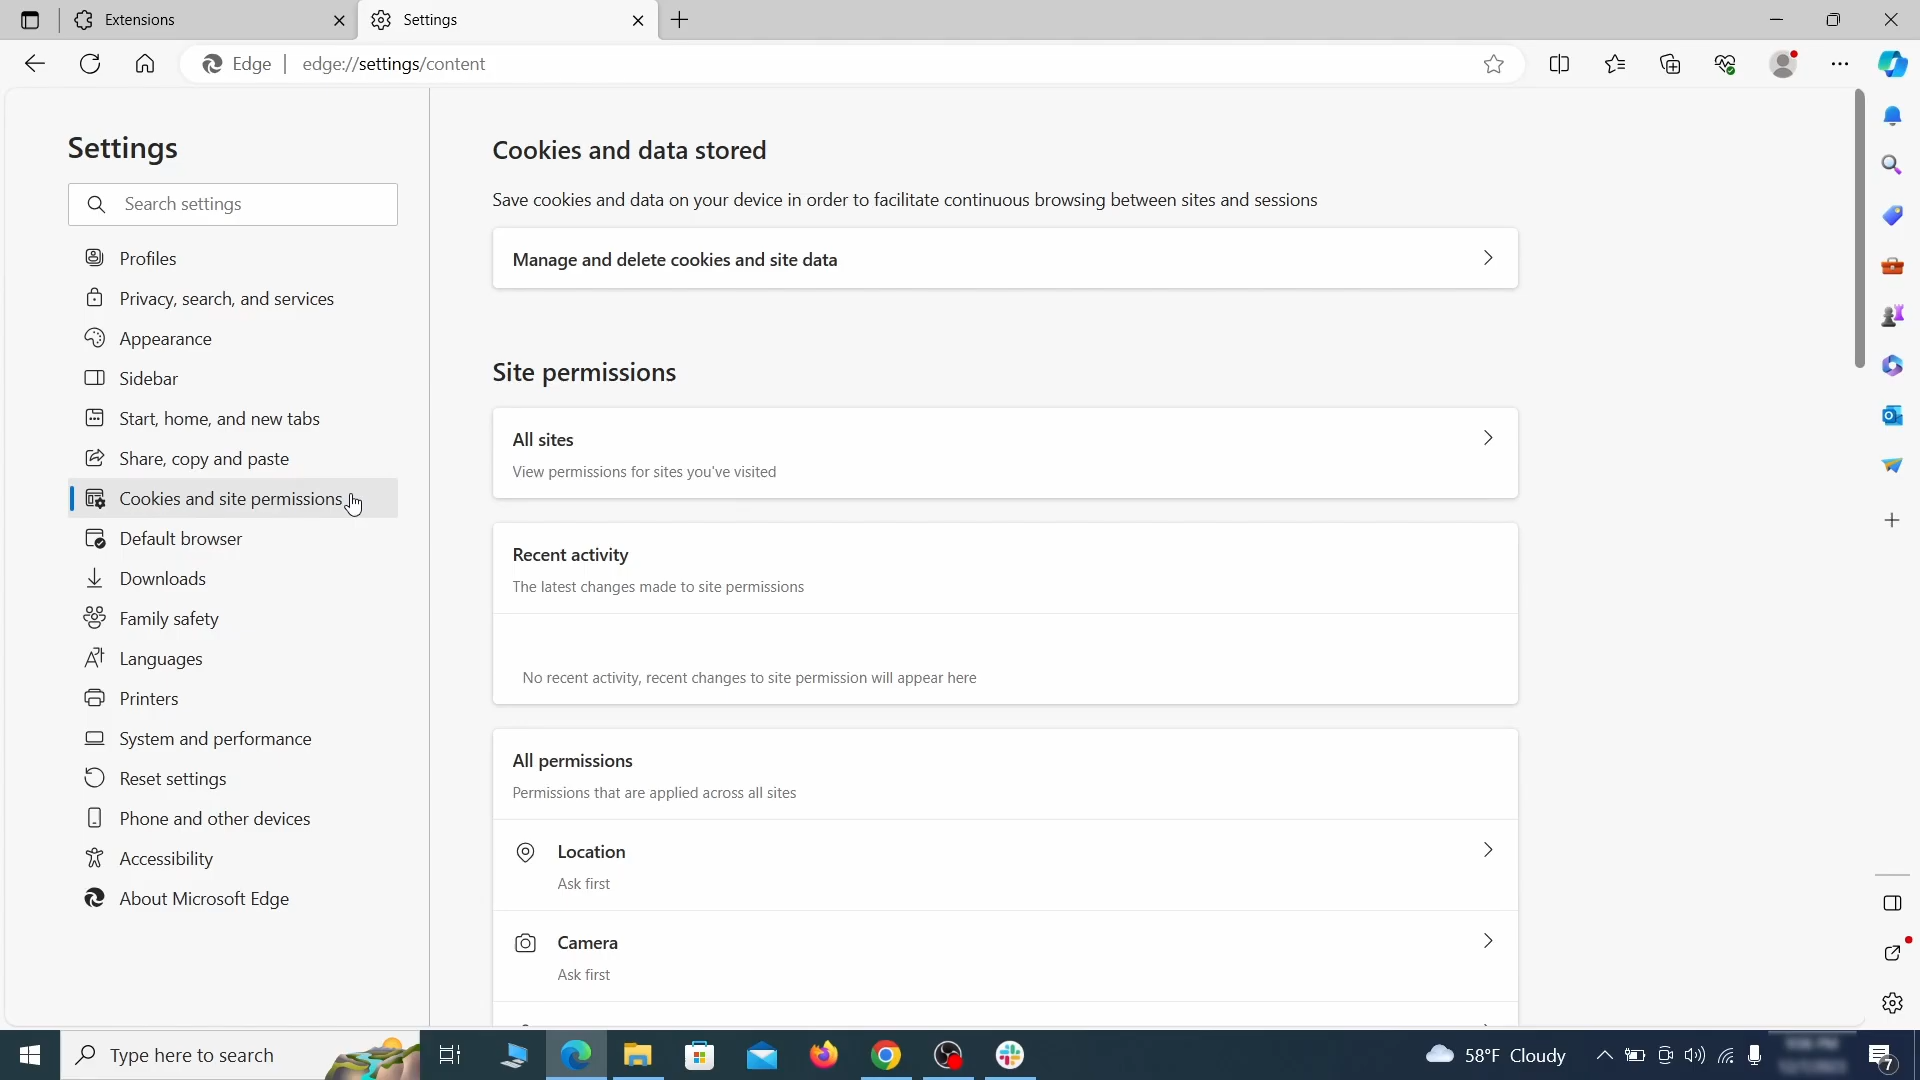 Extensions
Settings
Edge
edge://settings/content
Settings
Search settings
Profiles
Privacy, search, and services
Appearance
Sidebar
Start, home, and new tabs
Share, copy and paste
Cookies and site permissions
Default browser
Downloads
Family safety
Languages
Printers
System and performance
Reset settings
Phone and other devices
Accessibility
About Microsoft Edge
Cookies and data stored
Save cookies and data on your device in order to facilitate continuous browsing between sites and sessions
Manage and delete cookies and site data
Site permissions
All sites
View permissions for sites you've visited
Recent activity
The latest changes made to site permissions
No recent activity, recent changes to site permission will appear here
All permissions
Permissions that are applied across all sites
Location
Ask first
Camera
Ask first
Type here to search
58°F Cloudy
7